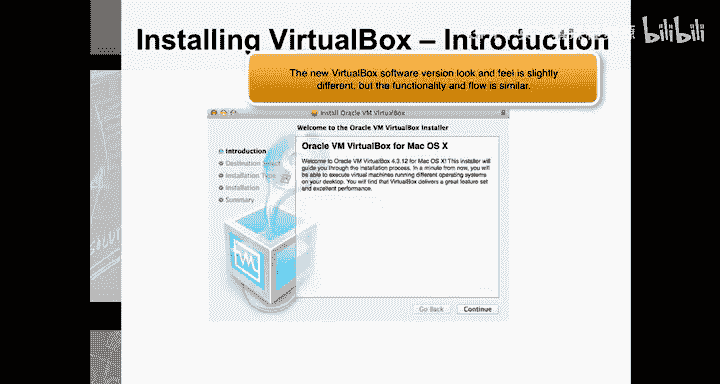 Installing VirtualBox – Introduction
bilibili
The new VirtualBox software version look and feel is slightly
different, but the functionality and flow is similar.
Install Oracle VM VirtualBox
Welcome to the Oracle VM VirtualBox Installer
Introduction
Destination Select
Installation Type
Installation
Summary
Oracle VM VirtualBox for Mac OS X
Welcome to Oracle VM VirtualBox 4.3.12 for Mac OS X! This installer will
guide you through the installation process. In a minute from now, you will
be able to execute virtual machines running different operating systems
on your desktop. You will find that VirtualBox delivers a great feature set
and excellent performance.
Go Back
Continue